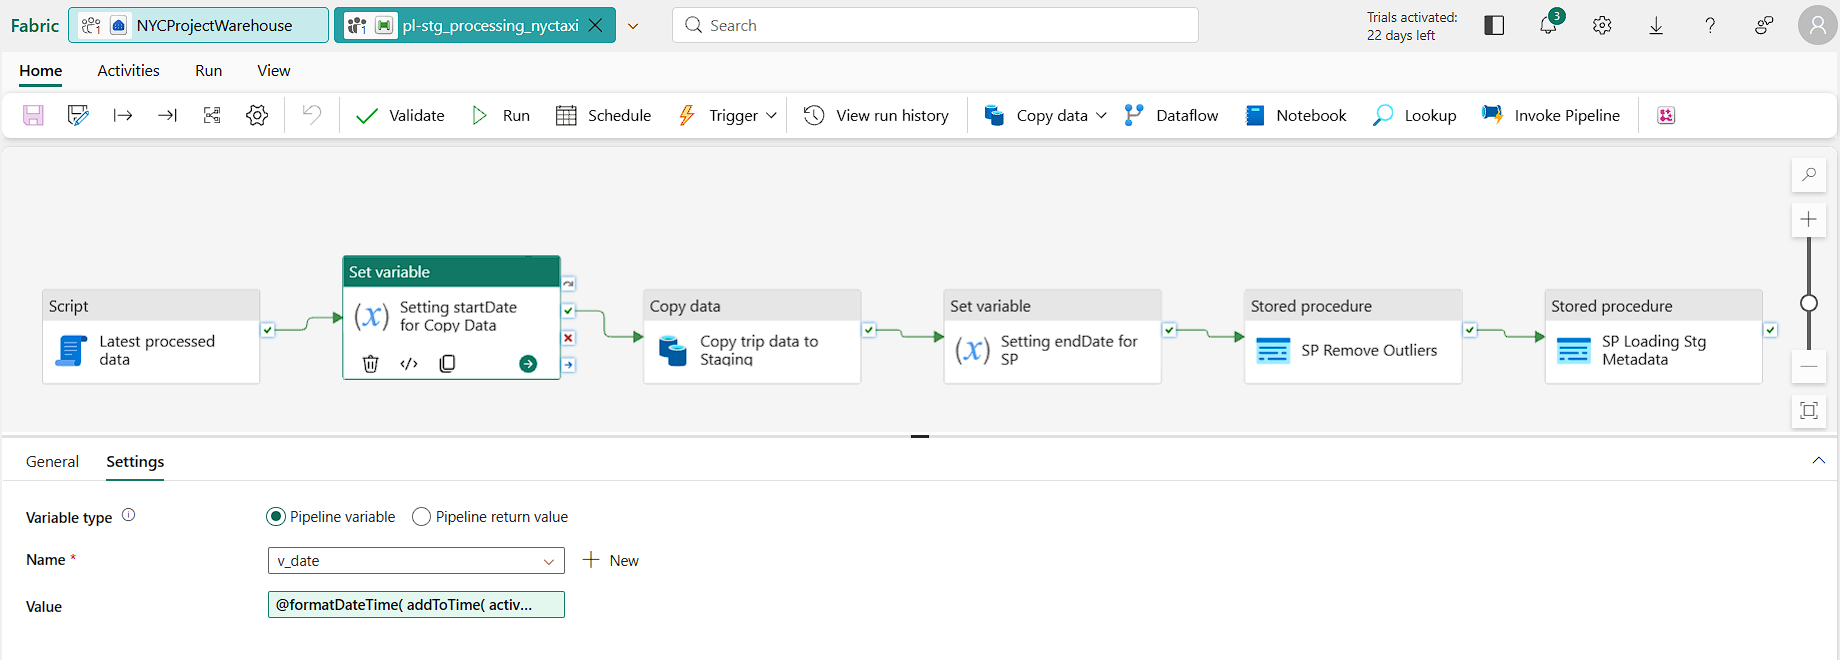 Fabric
1
NYCProjectWarehouse
1
pl-stg_processing_nyctaxi
Search
Trials activated:
22 days left
3
Home
Activities
Run
View
Validate
Run
Schedule
Trigger
View run history
Copy data
Dataflow
Notebook
Lookup
Invoke Pipeline
Script
Latest processed
data
Set variable
(x)
Setting startDate
for Copy Data
Copy data
Copy trip data to
Staging
Set variable
(x)
Setting endDate for
SP
Stored procedure
SP Remove Outliers
Stored procedure
SP Loading Stg
Metadata
General
Settings
Variable type
Pipeline variable
Pipeline return value
Name *
v_date
New
Value
@formatDateTime( addToTime( activ...